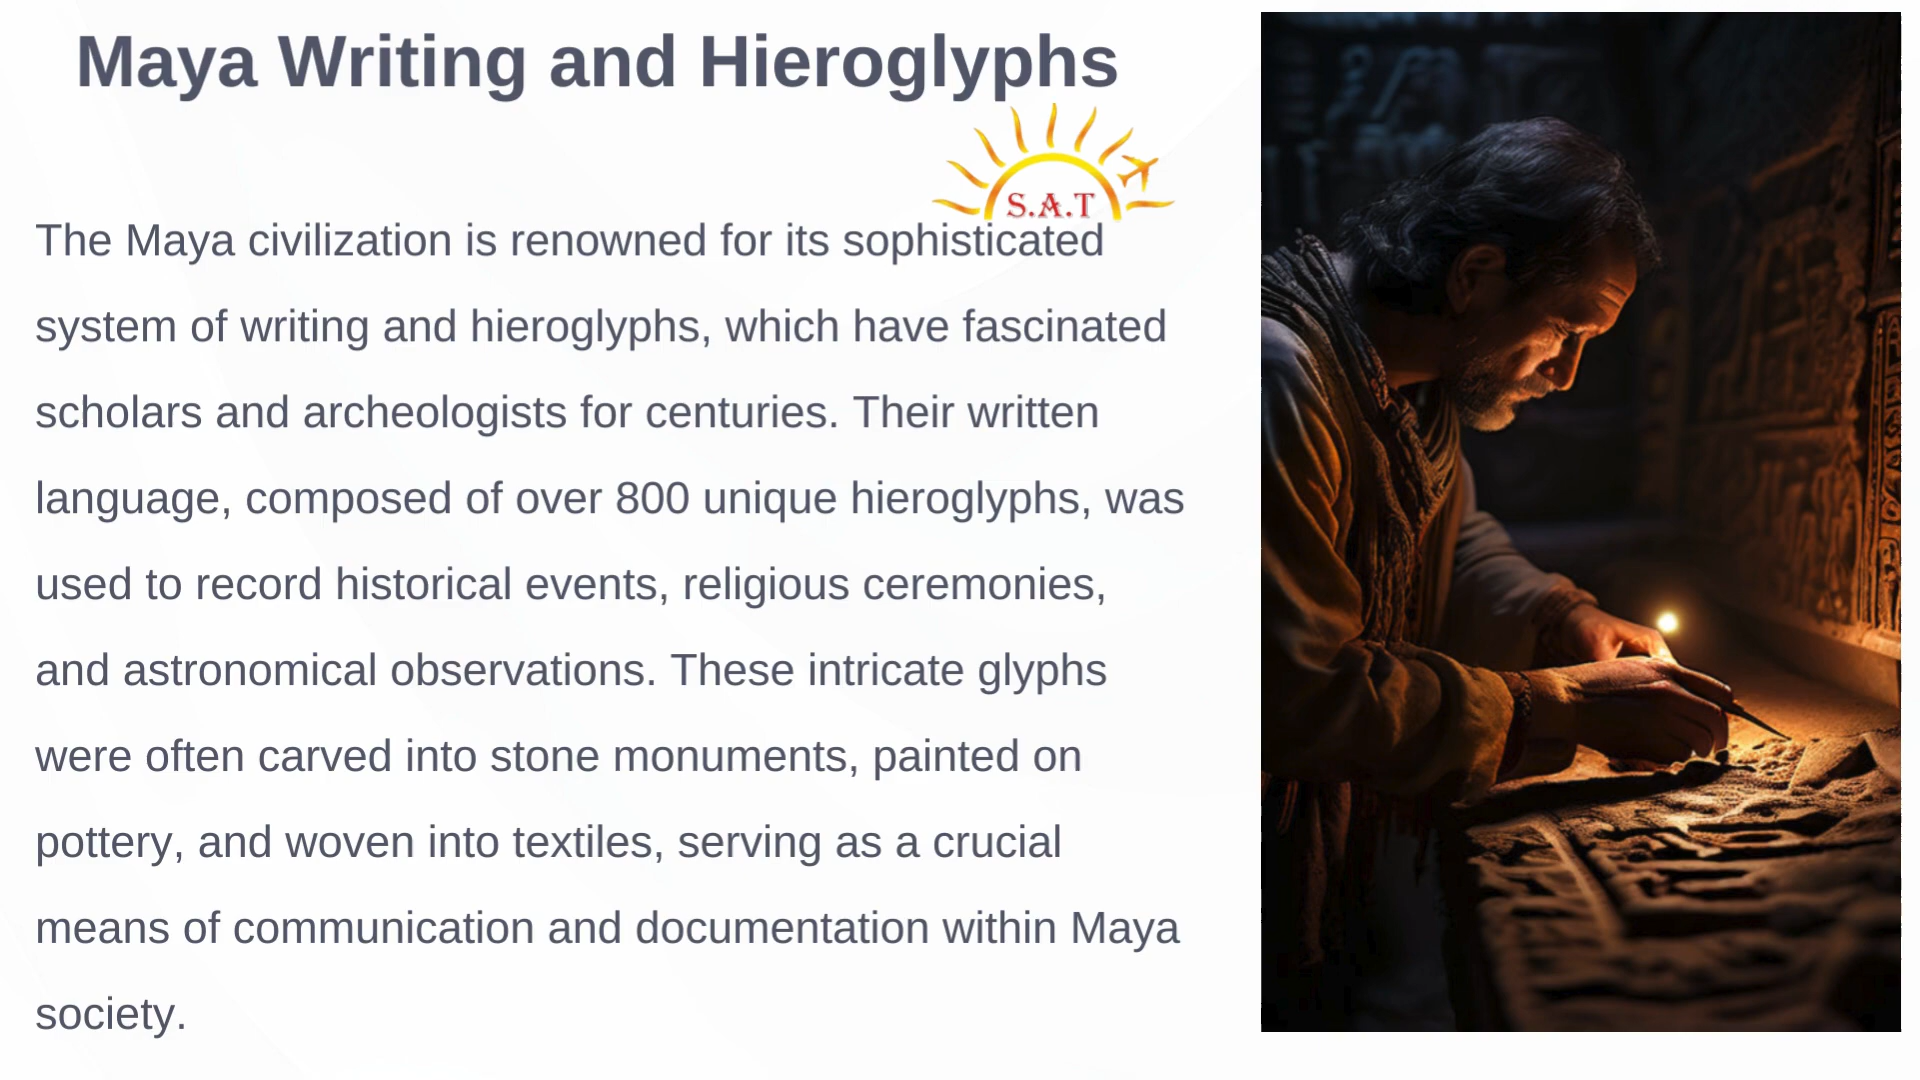 Maya Writing and Hieroglyphs
S.A.T
The Maya civilization is renowned for its sophisticated
system of writing and hieroglyphs, which have fascinated
scholars and archeologists for centuries. Their written
language, composed of over 800 unique hieroglyphs, was
used to record historical events, religious ceremonies,
and astronomical observations. These intricate glyphs
were often carved into stone monuments, painted on
pottery, and woven into textiles, serving as a crucial
means of communication and documentation within Maya
society.